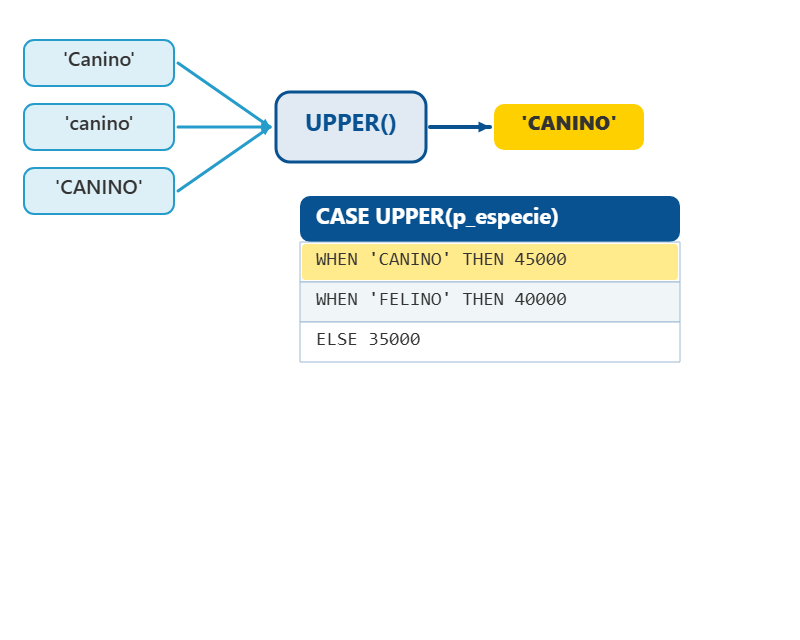 'Canino'
'canino'
'CANINO'
UPPER()
'CANINO'
CASE UPPER(p_especie)
WHEN 'CANINO' THEN 45000
WHEN 'FELINO' THEN 40000
ELSE 35000